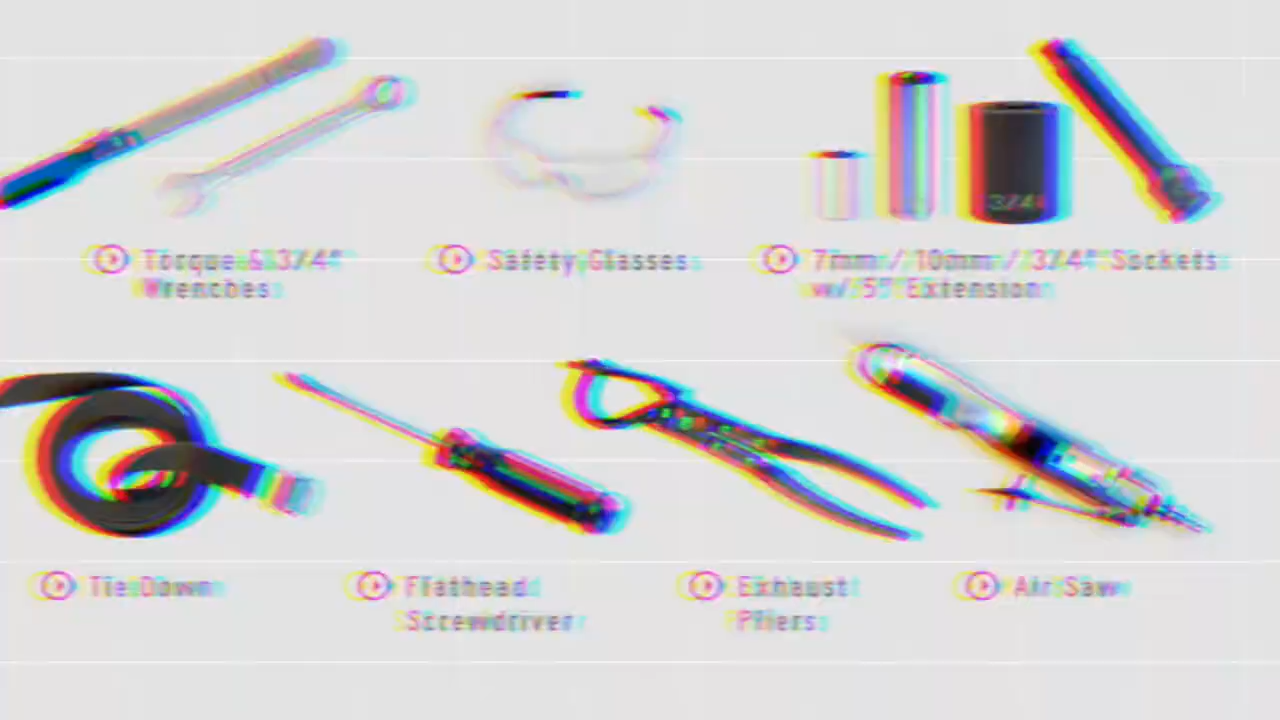 Torque & 3/4"
Wrenches
Safety Glasses
7mm / 10mm / 3/4" Sockets
w/ 5" Extension
3/4
Tie Down
Flathead
Screwdriver
Exhaust
Pliers
Air Saw